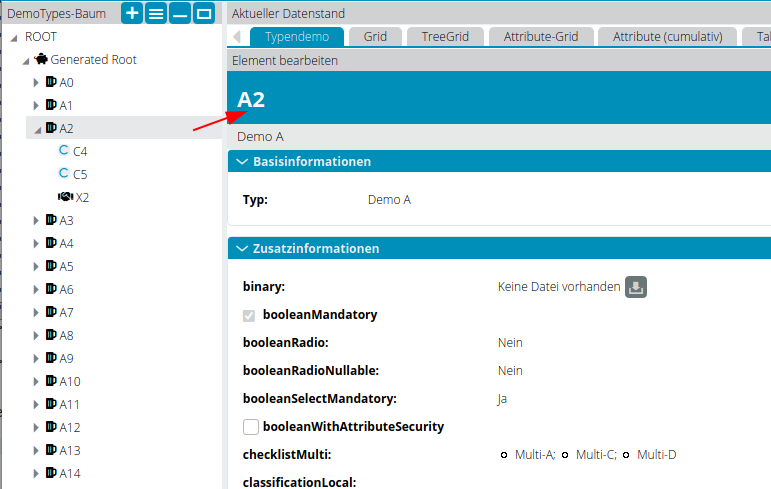 DemoTypes-Baum
ROOT
Generated Root
A0
A1
A2
C4
C5
X2
A3
A4
A5
A6
A7
A8
A9
A10
A11
A12
A13
A14
Aktueller Datenstand
Typendemo Grid TreeGrid Attribute-Grid Attribute (cumulativ) Tal
Element bearbeiten
A2
Demo A
Basisinformationen
Typ: Demo A
Zusatzinformationen
binary: Keine Datei vorhanden
booleanMandatory
booleanRadio: Nein
booleanRadioNullable: Nein
booleanSelectMandatory: Ja
booleanWithAttributeSecurity
checklistMulti: Multi-A; Multi-C; Multi-D
classificationLocal: